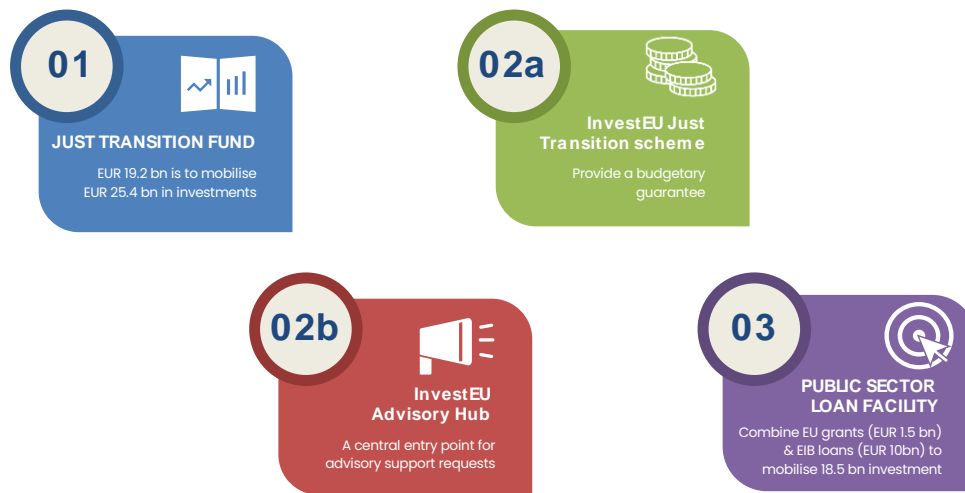 01
JUST TRANSITION FUND
EUR 19.2 bn is to mobilise
EUR 25.4 bn in investments
02a
InvestEU Just
Transition scheme
Provide a budgetary
guarantee
02b
InvestEU
Advisory Hub
A central entry point for
advisory support requests
03
PUBLIC SECTOR
LOAN FACILITY
Combine EU grants (EUR 1.5 bn)
& EIB loans (EUR 10bn) to
mobilise 18.5 bn investment